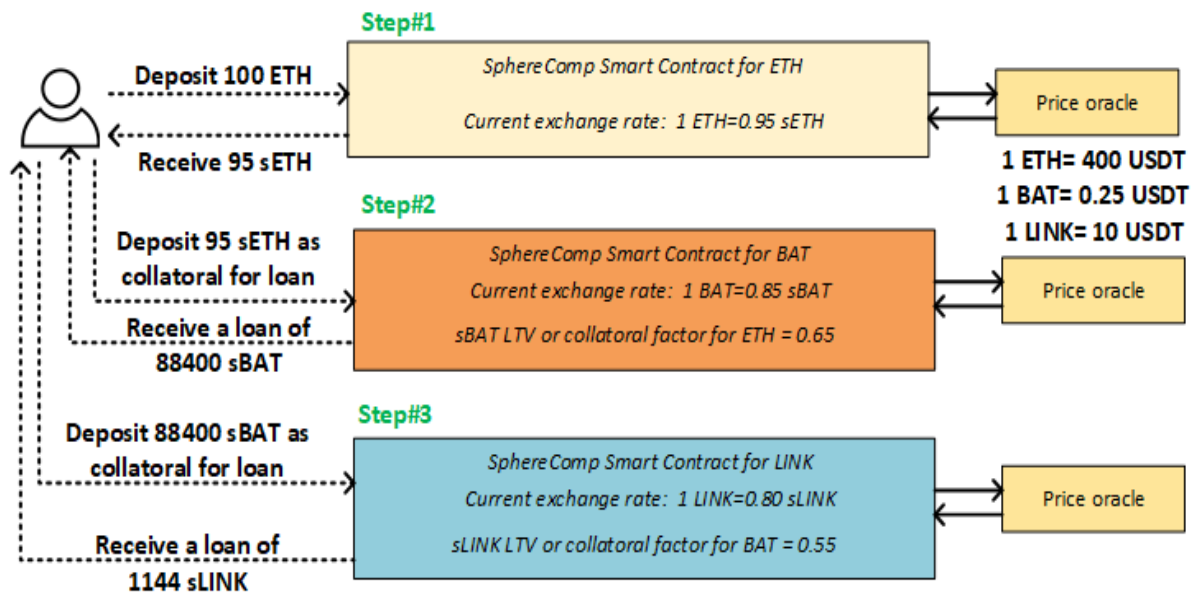 Step#1
Deposit 100 ETH
Receive 95 sETH
SphereComp Smart Contract for ETH
Current exchange rate: 1 ETH=0.95 sETH
Price oracle
1 ETH= 400 USDT
1 BAT= 0.25 USDT
1 LINK= 10 USDT
Step#2
Deposit 95 sETH as
collatoral for loan
Receive a loan of
88400 sBAT
SphereComp Smart Contract for BAT
Current exchange rate: 1 BAT=0.85 sBAT
sBAT LTV or collatoral factor for ETH = 0.65
Price oracle
Step#3
Deposit 88400 sBAT as
collatoral for loan
Receive a loan of
1144 sLINK
SphereComp Smart Contract for LINK
Current exchange rate: 1 LINK=0.80 sLINK
sLINK LTV or collatoral factor for BAT = 0.55
Price oracle